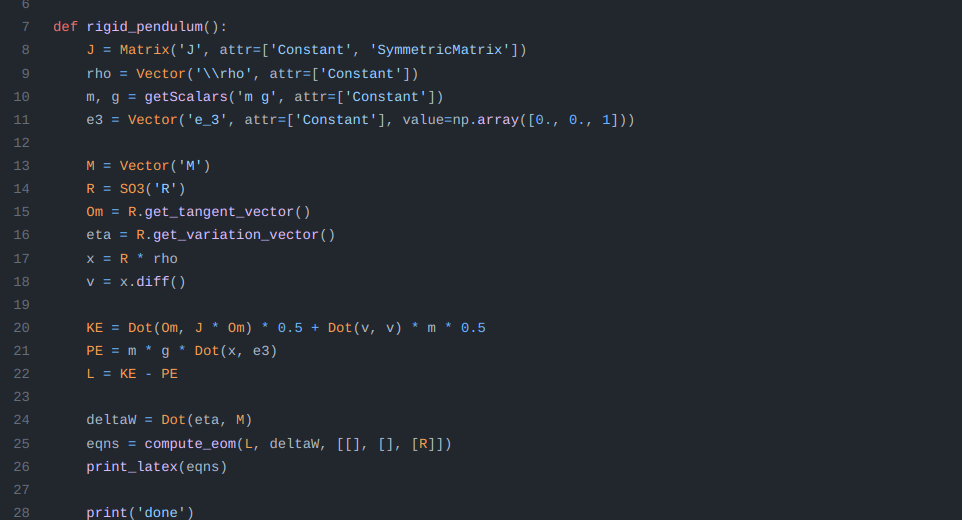 6
7 def rigid_pendulum():
8     J = Matrix('J', attr=['Constant', 'SymmetricMatrix'])
9     rho = Vector('\\rho', attr=['Constant'])
10     m, g = getScalars('m g', attr=['Constant'])
11     e3 = Vector('e_3', attr=['Constant'], value=np.array([0., 0., 1]))
12
13     M = Vector('M')
14     R = SO3('R')
15     Om = R.get_tangent_vector()
16     eta = R.get_variation_vector()
17     x = R * rho
18     v = x.diff()
19
20     KE = Dot(Om, J * Om) * 0.5 + Dot(v, v) * m * 0.5
21     PE = m * g * Dot(x, e3)
22     L = KE - PE
23
24     deltaW = Dot(eta, M)
25     eqns = compute_eom(L, deltaW, [[], [], [R]])
26     print_latex(eqns)
27
28     print('done')